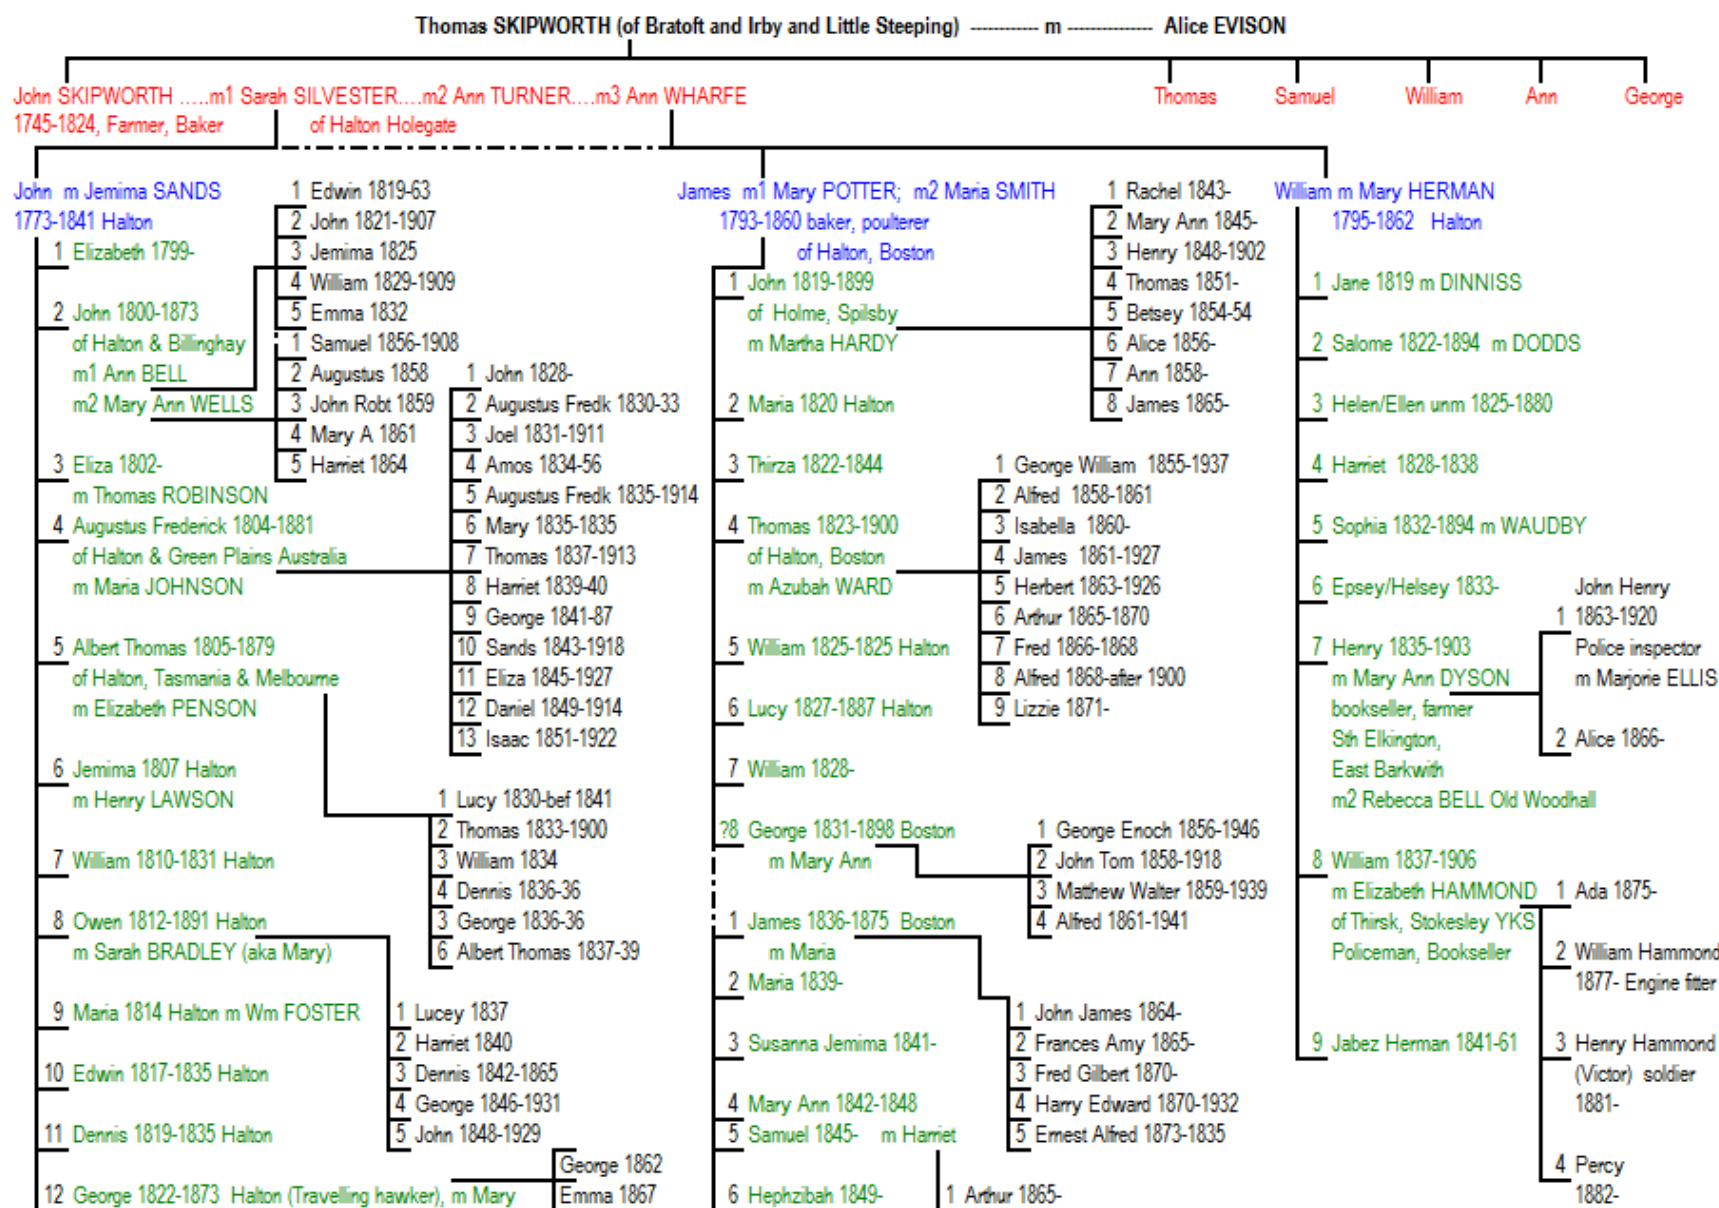 Thomas SKIPWORTH (of Bratoft and Irby and Little Steeping) ------------ m --------------- Alice EVISON
John SKIPWORTH .....m1 Sarah SILVESTER....m2 Ann TURNER....m3 Ann WHARFE
1745-1824, Farmer, Baker
of Halton Holegate
Thomas
Samuel
William
Ann
George
John m Jemima SANDS
1773-1841 Halton
1 Elizabeth 1799-
2 John 1800-1873
of Halton & Billinghay
m1 Ann BELL
m2 Mary Ann WELLS
3 Eliza 1802-
m Thomas ROBINSON
4 Augustus Frederick 1804-1881
of Halton & Green Plains Australia
m Maria JOHNSON
5 Albert Thomas 1805-1879
of Halton, Tasmania & Melbourne
m Elizabeth PENSON
6 Jemima 1807 Halton
m Henry LAWSON
7 William 1810-1831 Halton
8 Owen 1812-1891 Halton
m Sarah BRADLEY (aka Mary)
9 Maria 1814 Halton m Wm FOSTER
10 Edwin 1817-1835 Halton
11 Dennis 1819-1835 Halton
12 George 1822-1873 Halton (Travelling hawker), m Mary
1 Edwin 1819-63
2 John 1821-1907
3 Jemima 1825
4 William 1829-1909
5 Emma 1832
1 Samuel 1856-1908
2 Augustus 1858
3 John Robt 1859
4 Mary A 1861
5 Harriet 1864
1 John 1828-
2 Augustus Fredk 1830-33
3 Joel 1831-1911
4 Amos 1834-56
5 Augustus Fredk 1835-1914
6 Mary 1835-1835
7 Thomas 1837-1913
8 Harriet 1839-40
9 George 1841-87
10 Sands 1843-1918
11 Eliza 1845-1927
12 Daniel 1849-1914
13 Isaac 1851-1922
1 Lucy 1830-bef 1841
2 Thomas 1833-1900
3 William 1834
4 Dennis 1836-36
3 George 1836-36
6 Albert Thomas 1837-39
1 Lucey 1837
2 Harriet 1840
3 Dennis 1842-1865
4 George 1846-1931
5 John 1848-1929
George 1862
Emma 1867
James m1 Mary POTTER; m2 Maria SMITH
1793-1860 baker, poulterer
of Halton, Boston
1 John 1819-1899
of Holme, Spilsby
m Martha HARDY
2 Maria 1820 Halton
3 Thirza 1822-1844
4 Thomas 1823-1900
of Halton, Boston
m Azubah WARD
5 William 1825-1825 Halton
6 Lucy 1827-1887 Halton
7 William 1828-
?8 George 1831-1898 Boston
m Mary Ann
1 James 1836-1875 Boston
m Maria
2 Maria 1839-
3 Susanna Jemima 1841-
4 Mary Ann 1842-1848
5 Samuel 1845- m Harriet
6 Hephzibah 1849-
1 Rachel 1843-
2 Mary Ann 1845-
3 Henry 1848-1902
4 Thomas 1851-
5 Betsey 1854-54
6 Alice 1856-
7 Ann 1858-
8 James 1865-
1 George William 1855-1937
2 Alfred 1858-1861
3 Isabella 1860-
4 James 1861-1927
5 Herbert 1863-1926
6 Arthur 1865-1870
7 Fred 1866-1868
8 Alfred 1868-after 1900
9 Lizzie 1871-
1 George Enoch 1856-1946
2 John Tom 1858-1918
3 Matthew Walter 1859-1939
4 Alfred 1861-1941
1 John James 1864-
2 Frances Amy 1865-
3 Fred Gilbert 1870-
4 Harry Edward 1870-1932
5 Ernest Alfred 1873-1835
1 Arthur 1865-
William m Mary HERMAN
1795-1862 Halton
1 Jane 1819 m DINNISS
2 Salome 1822-1894 m DODDS
3 Helen/Ellen unm 1825-1880
4 Harriet 1828-1838
5 Sophia 1832-1894 m WAUDBY
6 Epsey/Helsey 1833-
7 Henry 1835-1903
m Mary Ann DYSON
bookseller, farmer
Sth Elkington,
East Barkwith
m2 Rebecca BELL Old Woodhall
8 William 1837-1906
m Elizabeth HAMMOND
of Thirsk, Stokesley YKS
Policeman, Bookseller
9 Jabez Herman 1841-61
John Henry
1 1863-1920
Police inspector
m Marjorie ELLIS
2 Alice 1866-
1 Ada 1875-
2 William Hammond
1877- Engine fitter
3 Henry Hammond
(Victor) soldier
1881-
4 Percy
1882-